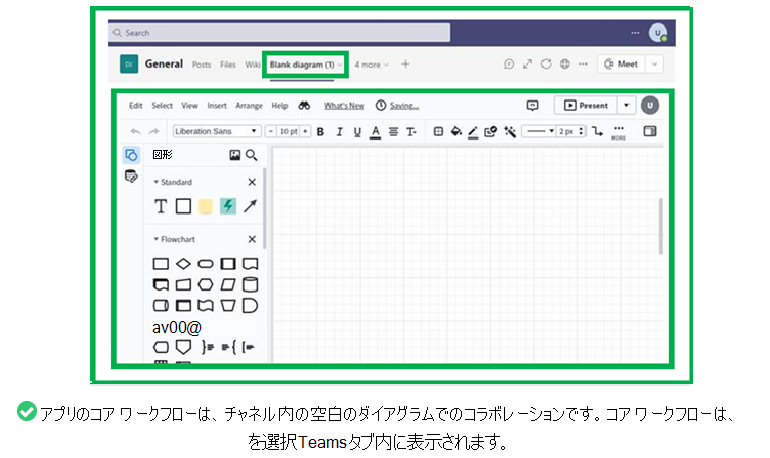 Search
U
DI General Posts Files Wiki Blank diagram (1) 4 more + Meet
Edit Select View Insert Arrange Help What's New Saving... Present U
Liberation Sans - 10 pt + B I U A T 2 px MORE
図形
Standard
T
Flowchart
av00@
アプリのコア ワークフローは、チャネル内の空白のダイアグラムでのコラボレーションです。コア ワークフローは、
を選択Teamsタブ内に表示されます。